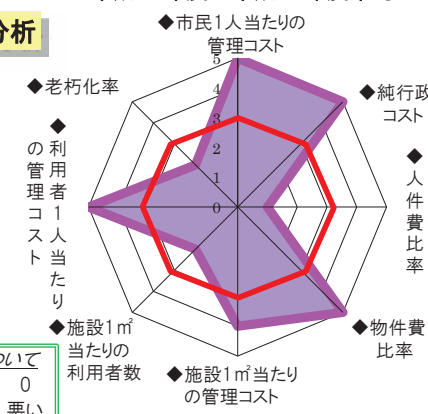 分析
◆市民1人当たりの
管理コスト
◆純行政
コスト
◆人件費比率
◆物件費
比率
◆施設1㎡当たり
の管理コスト
◆施設1㎡
当たりの
利用者数
◆利用者1人当たり
の管理コスト
◆老朽化率
5
4
3
2
1
0
ついて
0
悪い